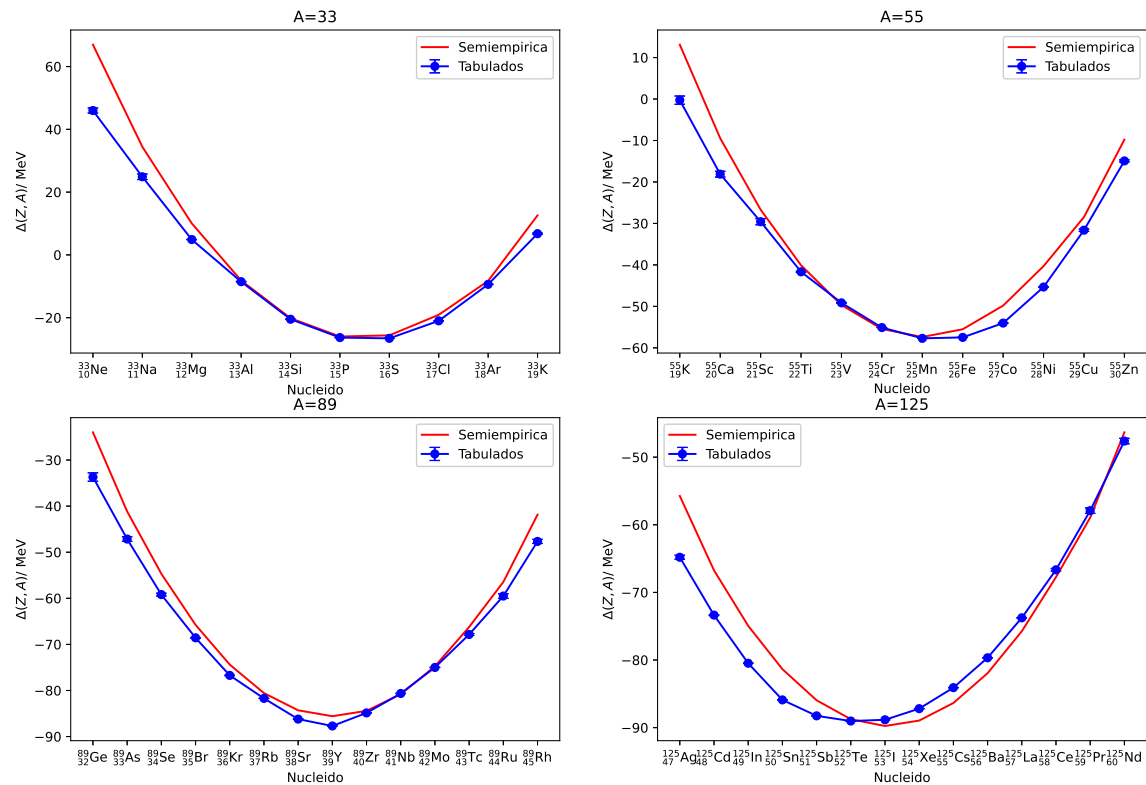 A=33
Δ(Z, A)/ MeV
60
40
20
0
−20
Semiempirica
Tabulados
³³₁₀Ne ³³₁₁Na ³³₁₂Mg ³³₁₃Al ³³₁₄Si ³³₁₅P ³³₁₆S ³³₁₇Cl ³³₁₈Ar ³³₁₉K
Nucleido
A=55
Δ(Z, A)/ MeV
10
0
−10
−20
−30
−40
−50
−60
Semiempirica
Tabulados
⁵⁵₁₉K ⁵⁵₂₀Ca ⁵⁵₂₁Sc ⁵⁵₂₂Ti ⁵⁵₂₃V ⁵⁵₂₄Cr ⁵⁵₂₅Mn ⁵⁵₂₆Fe ⁵⁵₂₇Co ⁵⁵₂₈Ni ⁵⁵₂₉Cu ⁵⁵₃₀Zn
Nucleido
A=89
Δ(Z, A)/ MeV
−30
−40
−50
−60
−70
−80
−90
Semiempirica
Tabulados
⁸⁹₃₂Ge ⁸⁹₃₃As ⁸⁹₃₄Se ⁸⁹₃₅Br ⁸⁹₃₆Kr ⁸⁹₃₇Rb ⁸⁹₃₈Sr ⁸⁹₃₉Y ⁸⁹₄₀Zr ⁸⁹₄₁Nb ⁸⁹₄₂Mo ⁸⁹₄₃Tc ⁸⁹₄₄Ru ⁸⁹₄₅Rh
Nucleido
A=125
Δ(Z, A)/ MeV
−50
−60
−70
−80
−90
Semiempirica
Tabulados
¹²⁵₄₇Ag ¹²⁵₄₈Cd ¹²⁵₄₉In ¹²⁵₅₀Sn ¹²⁵₅₁Sb ¹²⁵₅₂Te ¹²⁵₅₃I ¹²⁵₅₄Xe ¹²⁵₅₅Cs ¹²⁵₅₆Ba ¹²⁵₅₇La ¹²⁵₅₈Ce ¹²⁵₅₉Pr ¹²⁵₆₀Nd
Nucleido